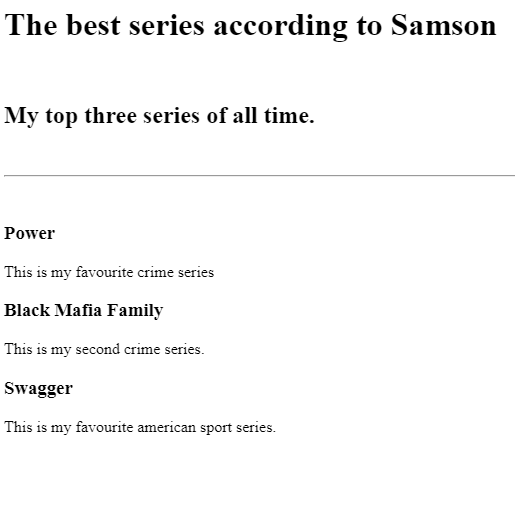 The best series according to Samson
My top three series of all time.
Power
This is my favourite crime series
Black Mafia Family
This is my second crime series.
Swagger
This is my favourite american sport series.